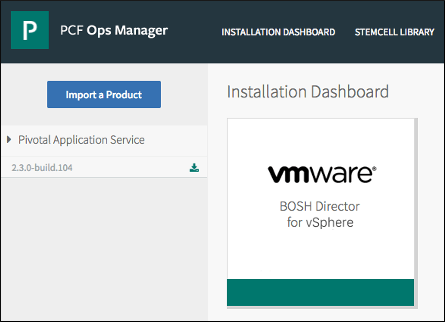 P PCF Ops Manager INSTALLATION DASHBOARD STEMCELL LIBRARY
Import a Product
Installation Dashboard
Pivotal Application Service
2.3.0-build.104
vmware®
BOSH Director
for vSphere